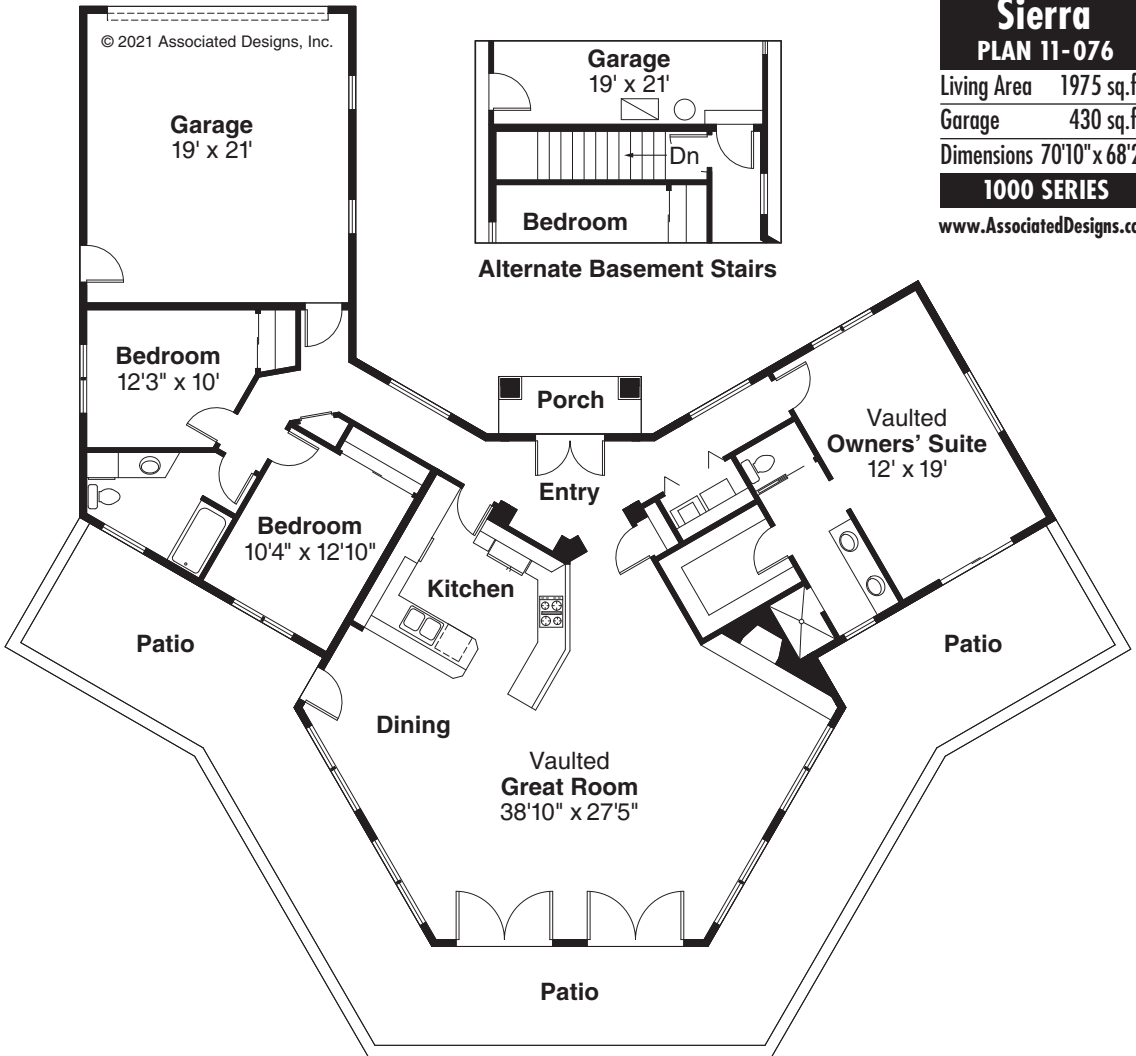 © 2021 Associated Designs, Inc.
Garage
19' x 21'
Garage
19' x 21'
Dn
Bedroom
Alternate Basement Stairs
Sierra
PLAN 11-076
Living Area 1975 sq.f
Garage 430 sq.f
Dimensions 70'10" x 68'2
1000 SERIES
www.AssociatedDesigns.co
Bedroom
12'3" x 10'
Porch
Vaulted
Owners’ Suite
12' x 19'
Entry
Bedroom
10'4" x 12'10"
Kitchen
Patio
Patio
Dining
Vaulted
Great Room
38'10" x 27'5"
Patio